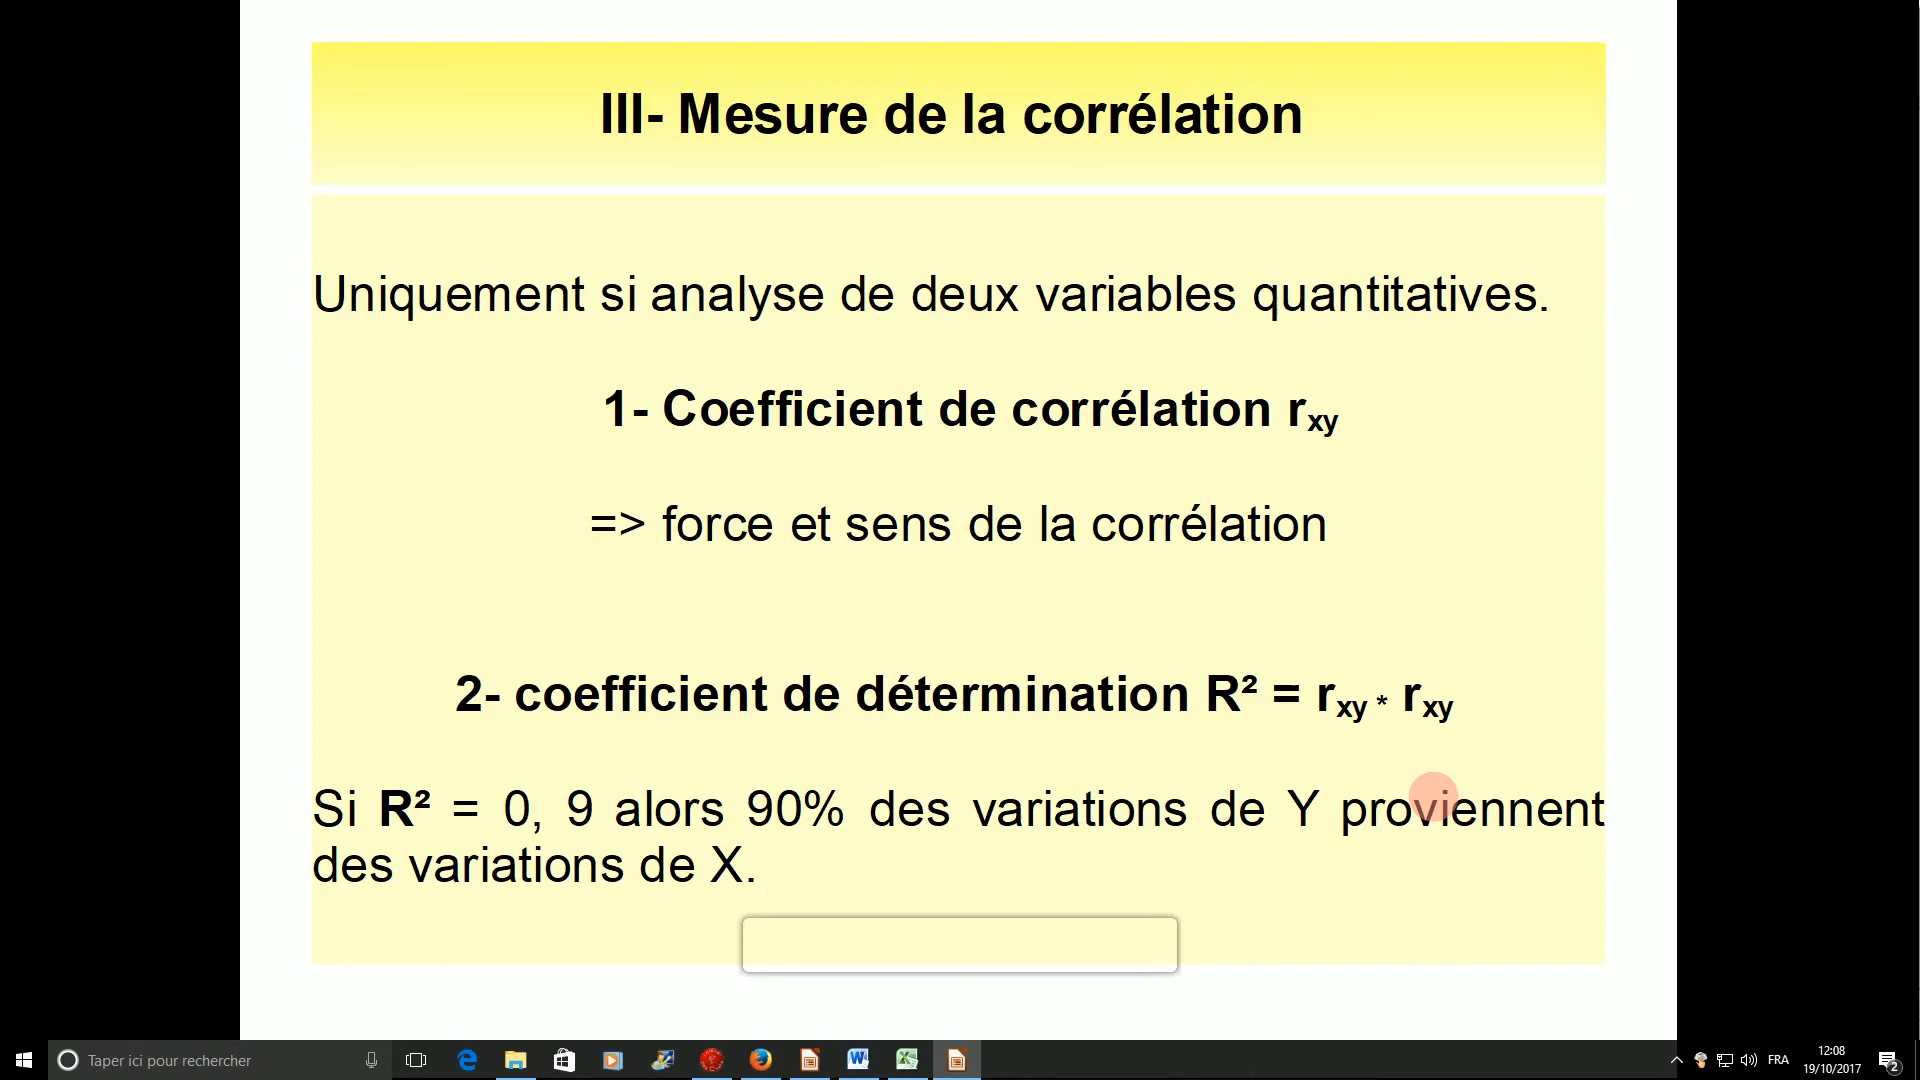 III- Mesure de la corrélation
Uniquement si analyse de deux variables quantitatives.
1- Coefficient de corrélation rxy
=> force et sens de la corrélation
2- coefficient de détermination R² = rxy * rxy
Si R² = 0, 9 alors 90% des variations de Y proviennent
des variations de X.
Taper ici pour rechercher
FRA
12:08
19/10/2017
2